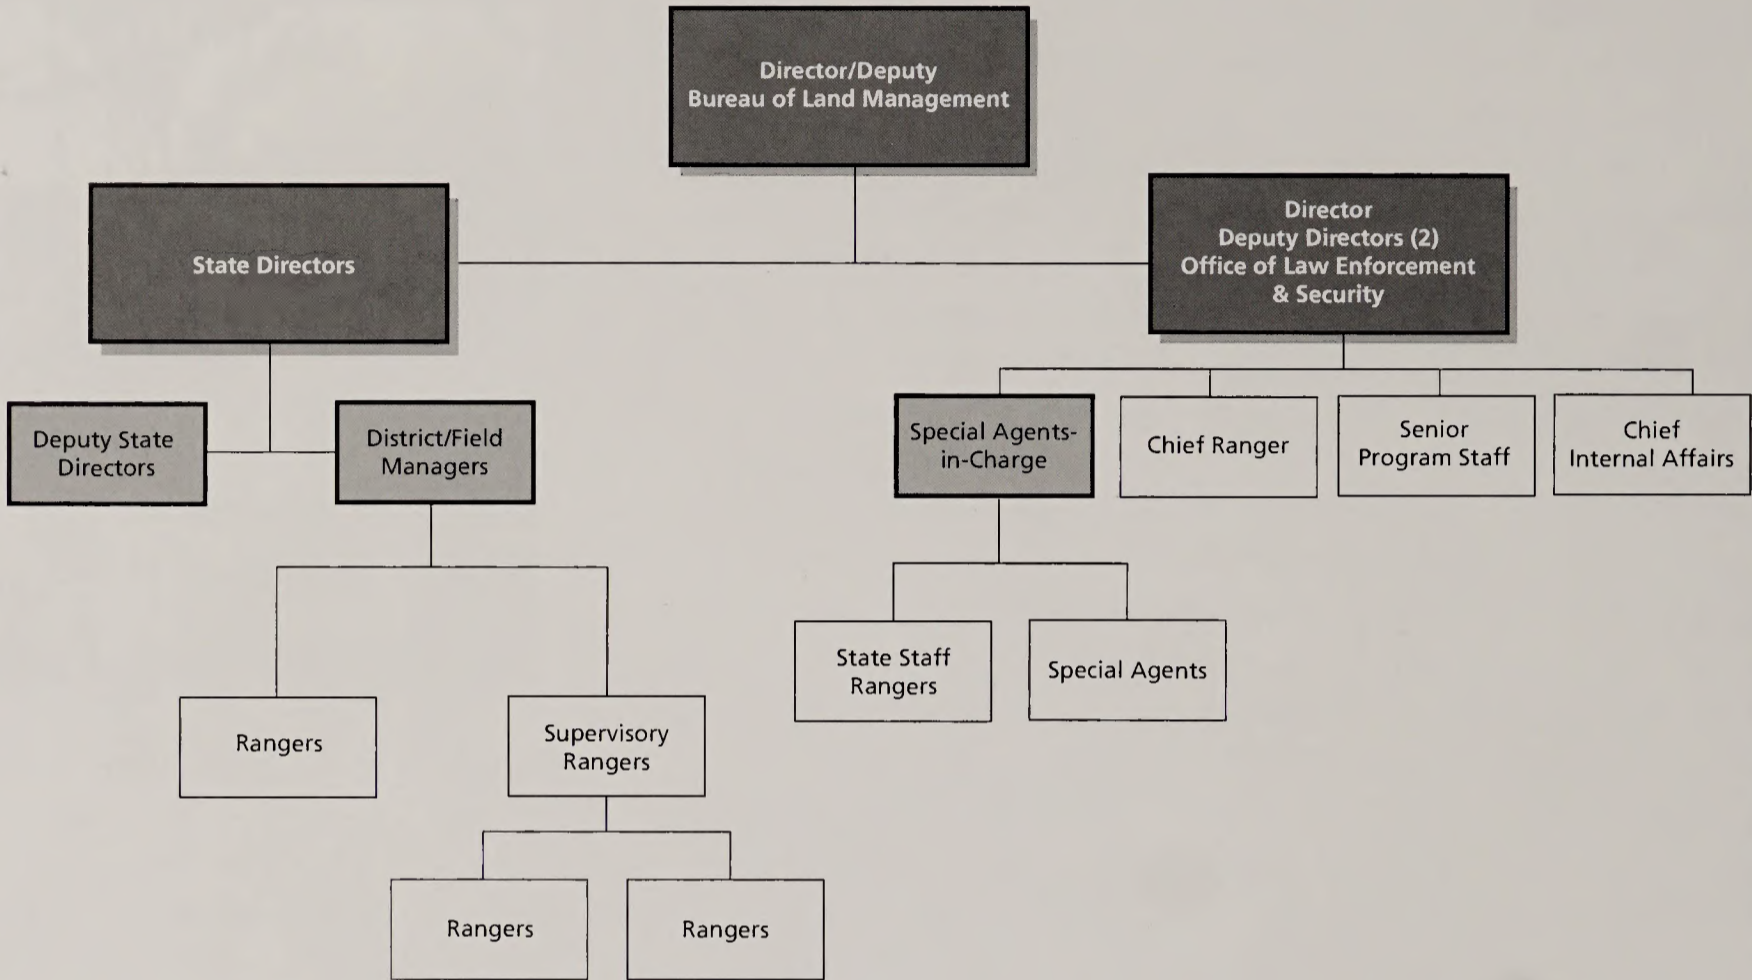 Director/Deputy
Bureau of Land Management
State Directors
Director
Deputy Directors (2)
Office of Law Enforcement
& Security
Deputy State
Directors
District/Field
Managers
Special Agents-
in-Charge
Chief Ranger
Senior
Program Staff
Chief
Internal Affairs
State Staff
Rangers
Special Agents
Rangers
Supervisory
Rangers
Rangers
Rangers